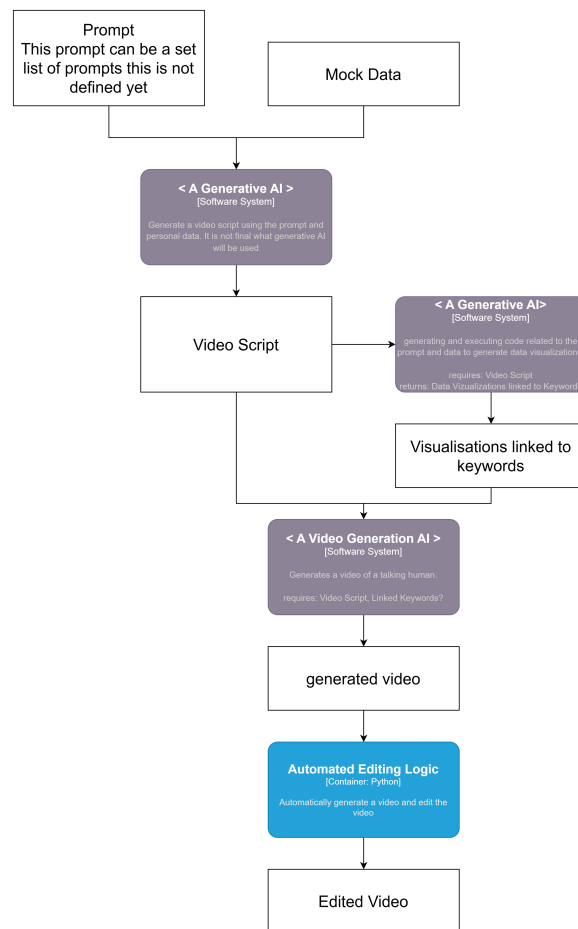 Prompt
This prompt can be a set
list of prompts this is not
defined yet
Mock Data
< A Generative AI >
[Software System]
Generate a video script using the prompt and
personal data. It is not final what generative AI
will be used
Video Script
< A Generative AI>
[Software System]
generating and executing code related to the
prompt and data to generate data visualization
requires: Video Script
returns: Data Vizualizations linked to Keyword
Visualisations linked to
keywords
< A Video Generation AI >
[Software System]
Generates a video of a talking human.
requires: Video Script, Linked Keywords?
generated video
Automated Editing Logic
[Container: Python]
Automatically generate a video and edit the
video
Edited Video